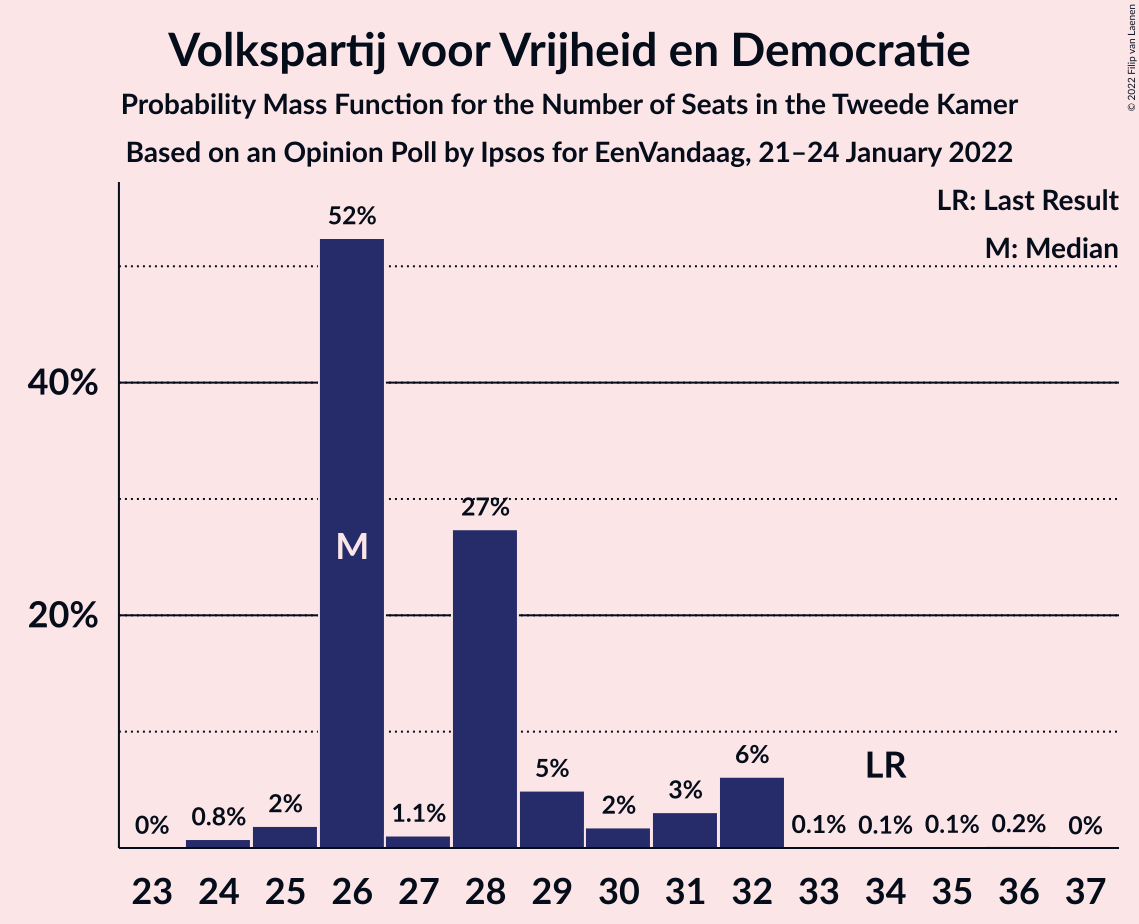 Volkspartij voor Vrijheid en Democratie
Probability Mass Function for the Number of Seats in the Tweede Kamer
Based on an Opinion Poll by Ipsos for EenVandaag, 21–24 January 2022
© 2022 Filip van Laenen
LR: Last Result
M: Median
40%
20%
0%
0.8%
2%
52%
M
1.1%
27%
5%
2%
3%
6%
0.1%
LR
0.1%
0.1%
0.2%
0%
23 24 25 26 27 28 29 30 31 32 33 34 35 36 37